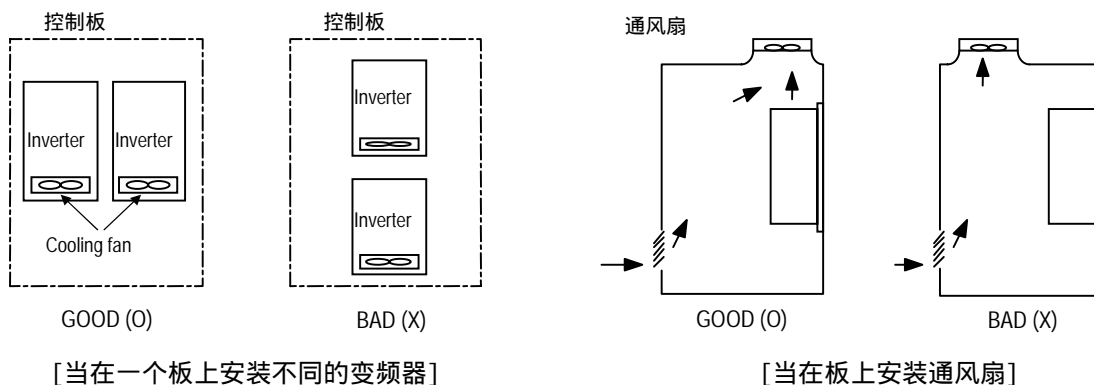 控制板
控制板
通风扇
Inverter
Inverter
Inverter
Inverter
Cooling fan
GOOD (O)
BAD (X)
GOOD (O)
BAD (X)
[当在一个板上安装不同的变频器]
[当在板上安装通风扇]